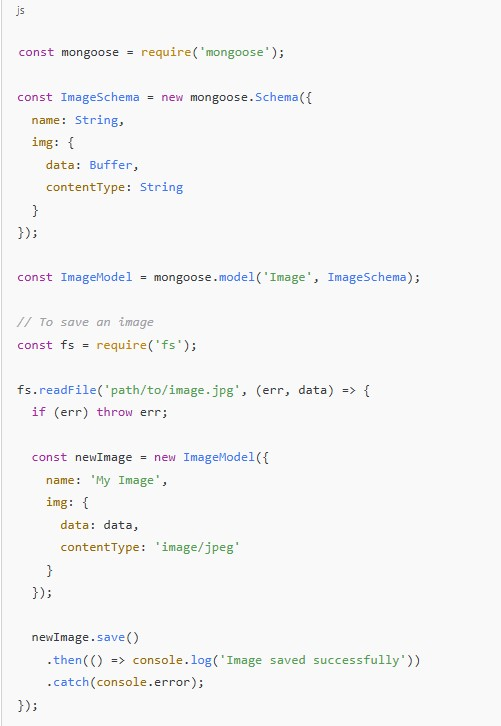 js
const mongoose = require('mongoose');
const ImageSchema = new mongoose.Schema({
  name: String,
  img: {
    data: Buffer,
    contentType: String
  }
});
const ImageModel = mongoose.model('Image', ImageSchema);
// To save an image
const fs = require('fs');
fs.readFile('path/to/image.jpg', (err, data) => {
  if (err) throw err;
  const newImage = new ImageModel({
    name: 'My Image',
    img: {
      data: data,
      contentType: 'image/jpeg'
    }
  });
  newImage.save()
    .then(() => console.log('Image saved successfully'))
    .catch(console.error);
});